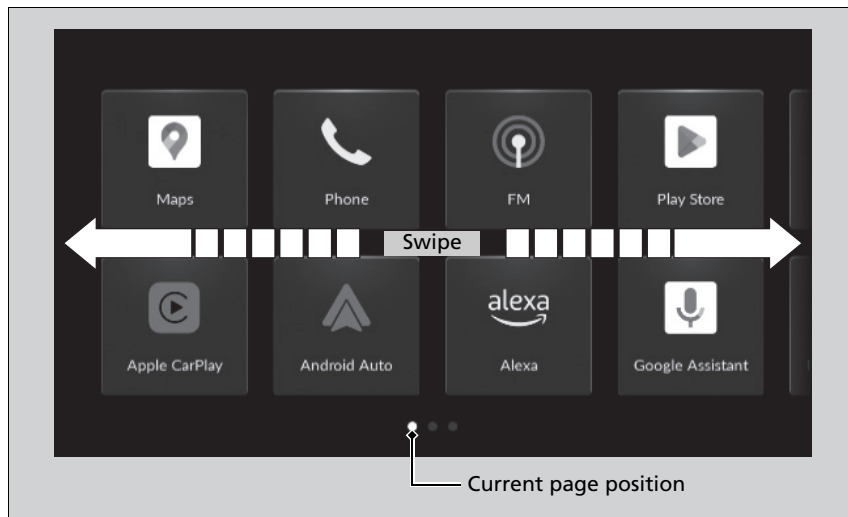 Maps
Phone
FM
Play Store
Swipe
alexa
Apple CarPlay
Android Auto
Alexa
Google Assistant
Current page position